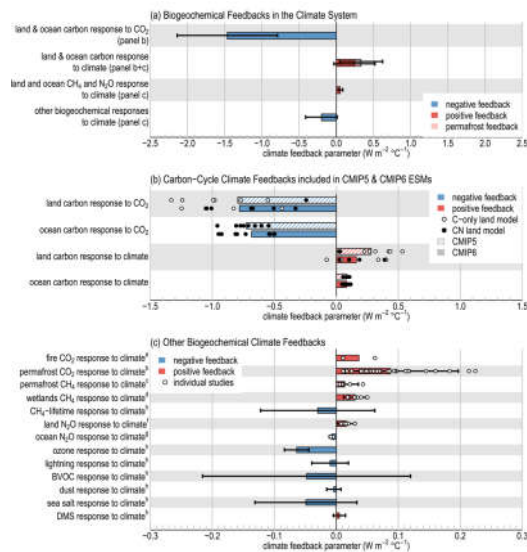 (a) Biogeochemical Feedbacks in the Climate System
land & ocean carbon response to CO₂
(panel b)
land & ocean carbon response
to climate (panel b+c)
land and ocean CH₄ and N₂O response
to climate (panel c)
other biogeochemical responses
to climate (panel c)
negative feedback
positive feedback
permafrost feedback
−2.5 −2.0 −1.5 −1.0 −0.5 0.0 0.5 1.0 1.5 2.0 2.5
climate feedback parameter (W m⁻² °C⁻¹)
(b) Carbon-Cycle Climate Feedbacks included in CMIP5 & CMIP6 ESMs
land carbon response to CO₂
ocean carbon response to CO₂
land carbon response to climate
ocean carbon response to climate
negative feedback
positive feedback
C-only land model
CN land model
CMIP5
CMIP6
−1.5 −1.0 −0.5 0.0 0.5 1.0 1.5
climate feedback parameter (W m⁻² °C⁻¹)
(c) Other Biogeochemical Climate Feedbacks
fire CO₂ response to climate
permafrost CO₂ response to climate
permafrost CH₄ response to climate
wetlands CH₄ response to climate
CH₄−lifetime response to climate
land N₂O response to climate
ocean N₂O response to climate
ozone response to climate
lightning response to climate
BVOC response to climate
dust response to climate
sea salt response to climate
DMS response to climate
negative feedback
positive feedback
individual studies
−0.3 −0.2 −0.1 0.0 0.1 0.2 0.3
climate feedback parameter (W m⁻² °C⁻¹)